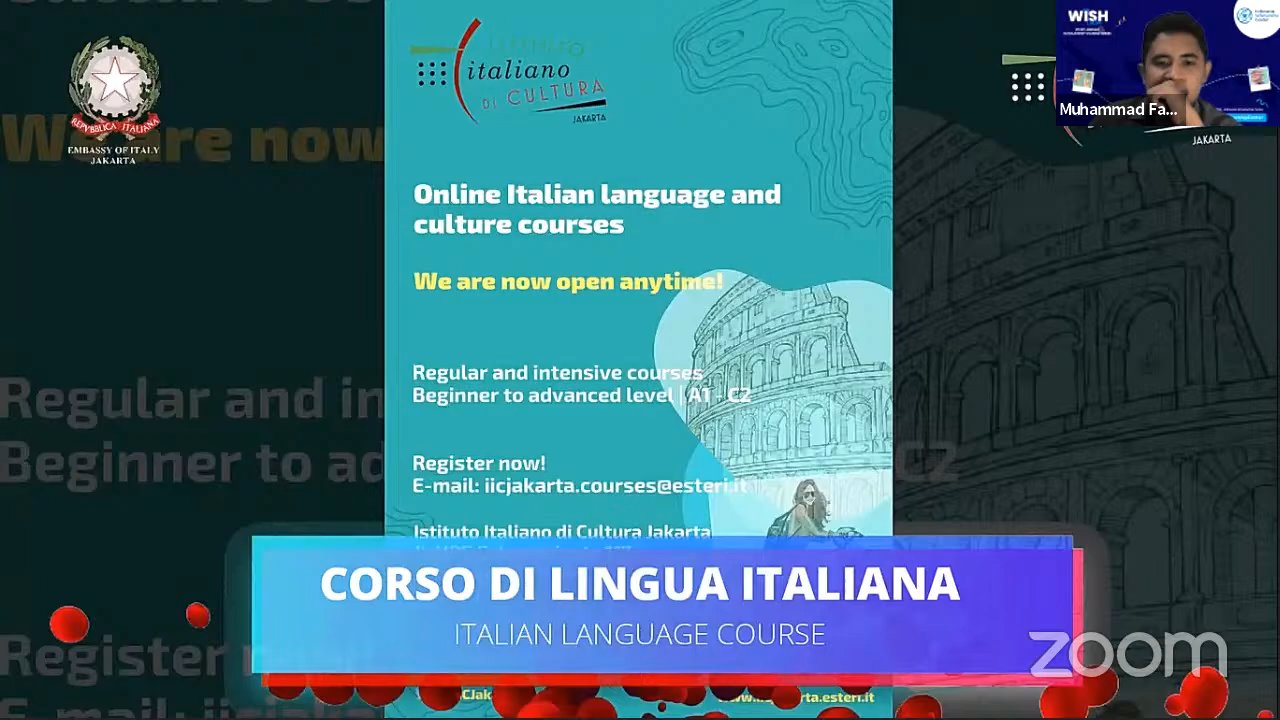 REPVBBLICA ITALIANA
EMBASSY OF ITALY
JAKARTA
We are now
ISTITUTO
italiano
DI CULTURA
JAKARTA
WISH
Muhammad Fa...
JAKARTA
Online Italian language and
culture courses
We are now open anytime!
Regular and intensive courses
Beginner to advanced level | A1 - C2
Regular and in
Beginner to ad
C2
Register now!
E-mail: iicjakarta.courses@esteri.it
Istituto Italiano di Cultura Jakarta
CORSO DI LINGUA ITALIANA
ITALIAN LANGUAGE COURSE
Register
zoom